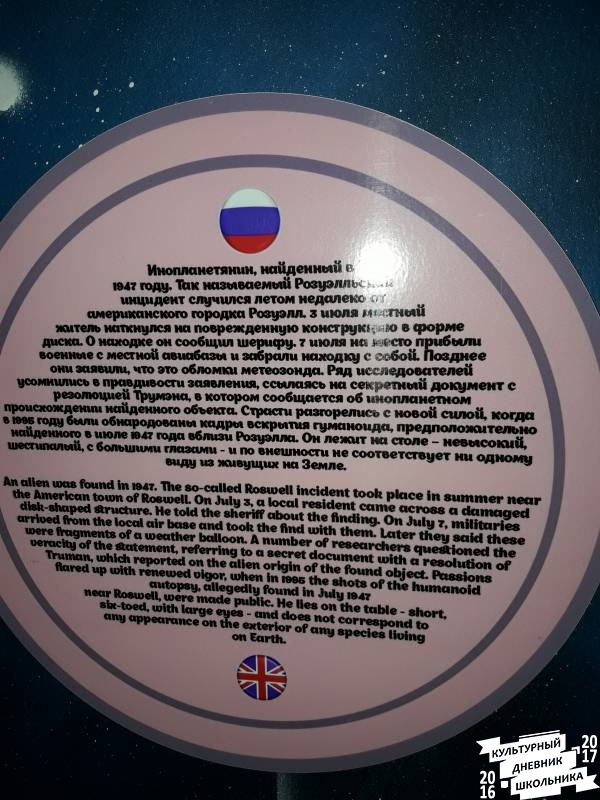 Инопланетянин, найденный в
1947 году. Так называемый Розуэлльский
инцидент случился летом недалеко от
американского городка Розуэлл. 3 июля местный
житель наткнулся на поврежденную конструкцию в форме
диска. О находке он сообщил шерифу. 7 июля на место прибыли
военные с местной авиабазы и забрали находку с собой. Позднее
они заявили, что это обломки метеозонда. Ряд исследователей
усомнились в правдивости заявления, ссылаясь на секретный документ с
резолюцией Трумэна, в котором сообщается об инопланетном
происхождении найденного объекта. Страсти разгорелись с новой силой, когда
в 1995 году были обнародованы кадры вскрытия гуманоида, предположительно
найденного в июле 1947 года вблизи Розуэлла. Он лежит на столе – невысокий,
шестипалый, с большими глазами - и по внешности не соответствует ни одному
виду из живущих на Земле.
An alien was found in 1947. The so-called Roswell incident took place in summer near
the American town of Roswell. On July 3, a local resident came across a damaged
disk-shaped structure. He told the sheriff about the finding. On July 7, militaries
arrived from the local air base and took the find with them. Later they said these
were fragments of a weather balloon. A number of researchers questioned the
veracity of the statement, referring to a secret document with a resolution of
Truman, which reported on the alien origin of the found object. Passions
flared up with renewed vigor, when in 1995 the shots of the humanoid
autopsy, allegedly found in July 1947
near Roswell, were made public. He lies on the table - short,
six-toed, with large eyes - and does not correspond to
any appearance on the exterior of any species living
on Earth.
КУЛЬТУРНЫЙ
ДНЕВНИК
ШКОЛЬНИКА
2016
2017